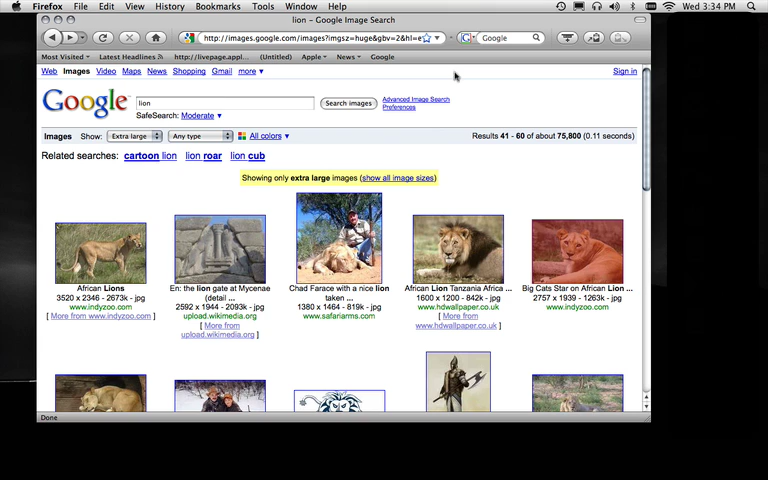 Firefox File Edit View History Bookmarks Tools Window Help Wed 3:34 PM
lion – Google Image Search
http://images.google.com/images?imgsz=huge&gbv=2&hl=e Google
Most Visited Latest Headlines http://livepage.appl... (Untitled) Apple News Google
Web Images Video Maps News Shopping Gmail more Sign in
Google lion Search images Advanced Image Search
Preferences
SafeSearch: Moderate
Images Show: Extra large Any type All colors Results 41 - 60 of about 75,800 (0.11 seconds)
Related searches: cartoon lion lion roar lion cub
Showing only extra large images (show all image sizes)
African Lions
3520 x 2346 - 2673k - jpg
www.indyzoo.com
[ More from www.indyzoo.com ]
En: the lion gate at Mycenae
(detail ...
2592 x 1944 - 2093k - jpg
upload.wikimedia.org
[ More from
upload.wikimedia.org ]
Chad Farace with a nice lion
taken ...
1380 x 1464 - 819k - jpg
www.safariarms.com
African Lion Tanzania Africa ...
1600 x 1200 - 842k - jpg
www.hdwallpaper.co.uk
[ More from
www.hdwallpaper.co.uk ]
Big Cats Star on African Lion ...
2757 x 1939 - 1263k - jpg
www.indyzoo.com
Done